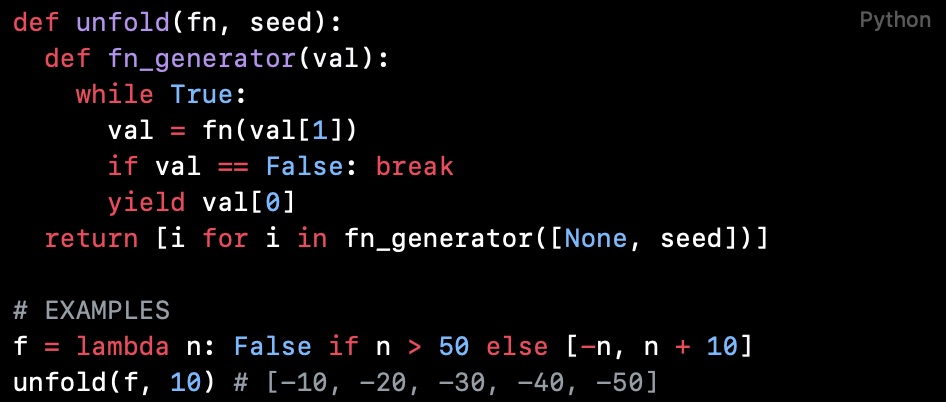 Python
def unfold(fn, seed):
  def fn_generator(val):
    while True:
      val = fn(val[1])
      if val == False: break
      yield val[0]
  return [i for i in fn_generator([None, seed])]

# EXAMPLES
f = lambda n: False if n > 50 else [-n, n + 10]
unfold(f, 10) # [-10, -20, -30, -40, -50]